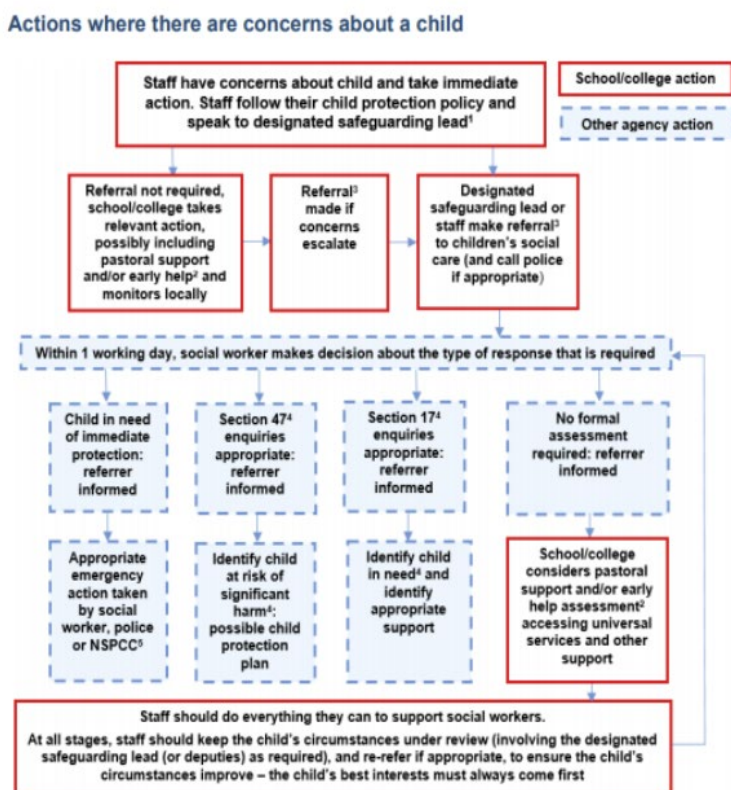 Actions where there are concerns about a child
Staff have concerns about child and take immediate
action. Staff follow their child protection policy and
speak to designated safeguarding lead¹
School/college action
Other agency action
Referral not required,
school/college takes
relevant action,
possibly including
pastoral support
and/or early help² and
monitors locally
Referral³
made if
concerns
escalate
Designated
safeguarding lead or
staff make referral³
to children's social
care (and call police
if appropriate)
Within 1 working day, social worker makes decision about the type of response that is required
Child in need
of immediate
protection:
referrer
informed
Section 47⁴
enquiries
appropriate:
referrer
informed
Section 17⁴
enquiries
appropriate:
referrer
informed
No formal
assessment
required: referrer
informed
Appropriate
emergency
action taken
by social
worker, police
or NSPCC⁵
Identify child
at risk of
significant
harm⁴:
possible child
protection
plan
Identify child
in need⁴ and
identify
appropriate
support
School/college
considers pastoral
support and/or early
help assessment²
accessing universal
services and other
support
Staff should do everything they can to support social workers.
At all stages, staff should keep the child's circumstances under review (involving the designated
safeguarding lead (or deputies) as required), and re-refer if appropriate, to ensure the child's
circumstances improve – the child's best interests must always come first